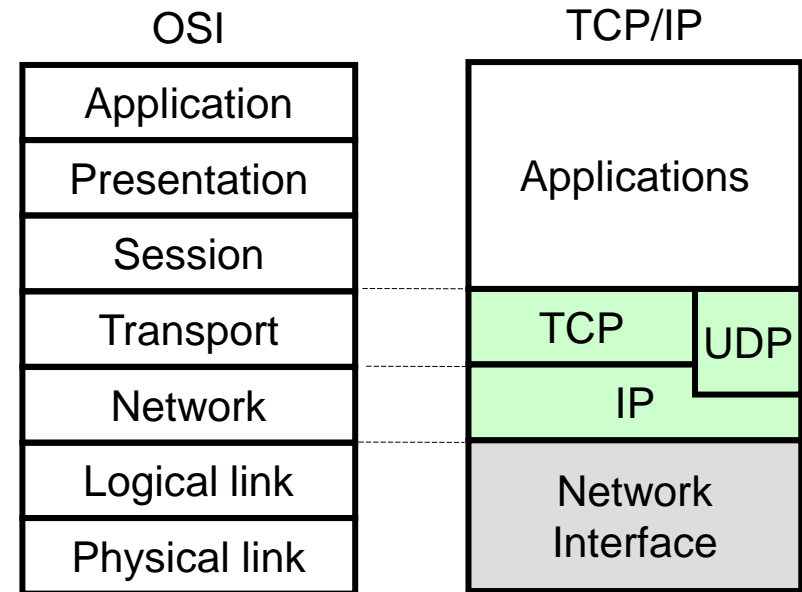 OSI
TCP/IP
Application
Presentation
Session
Transport
Network
Logical link
Physical link
Applications
TCP
UDP
IP
Network
Interface